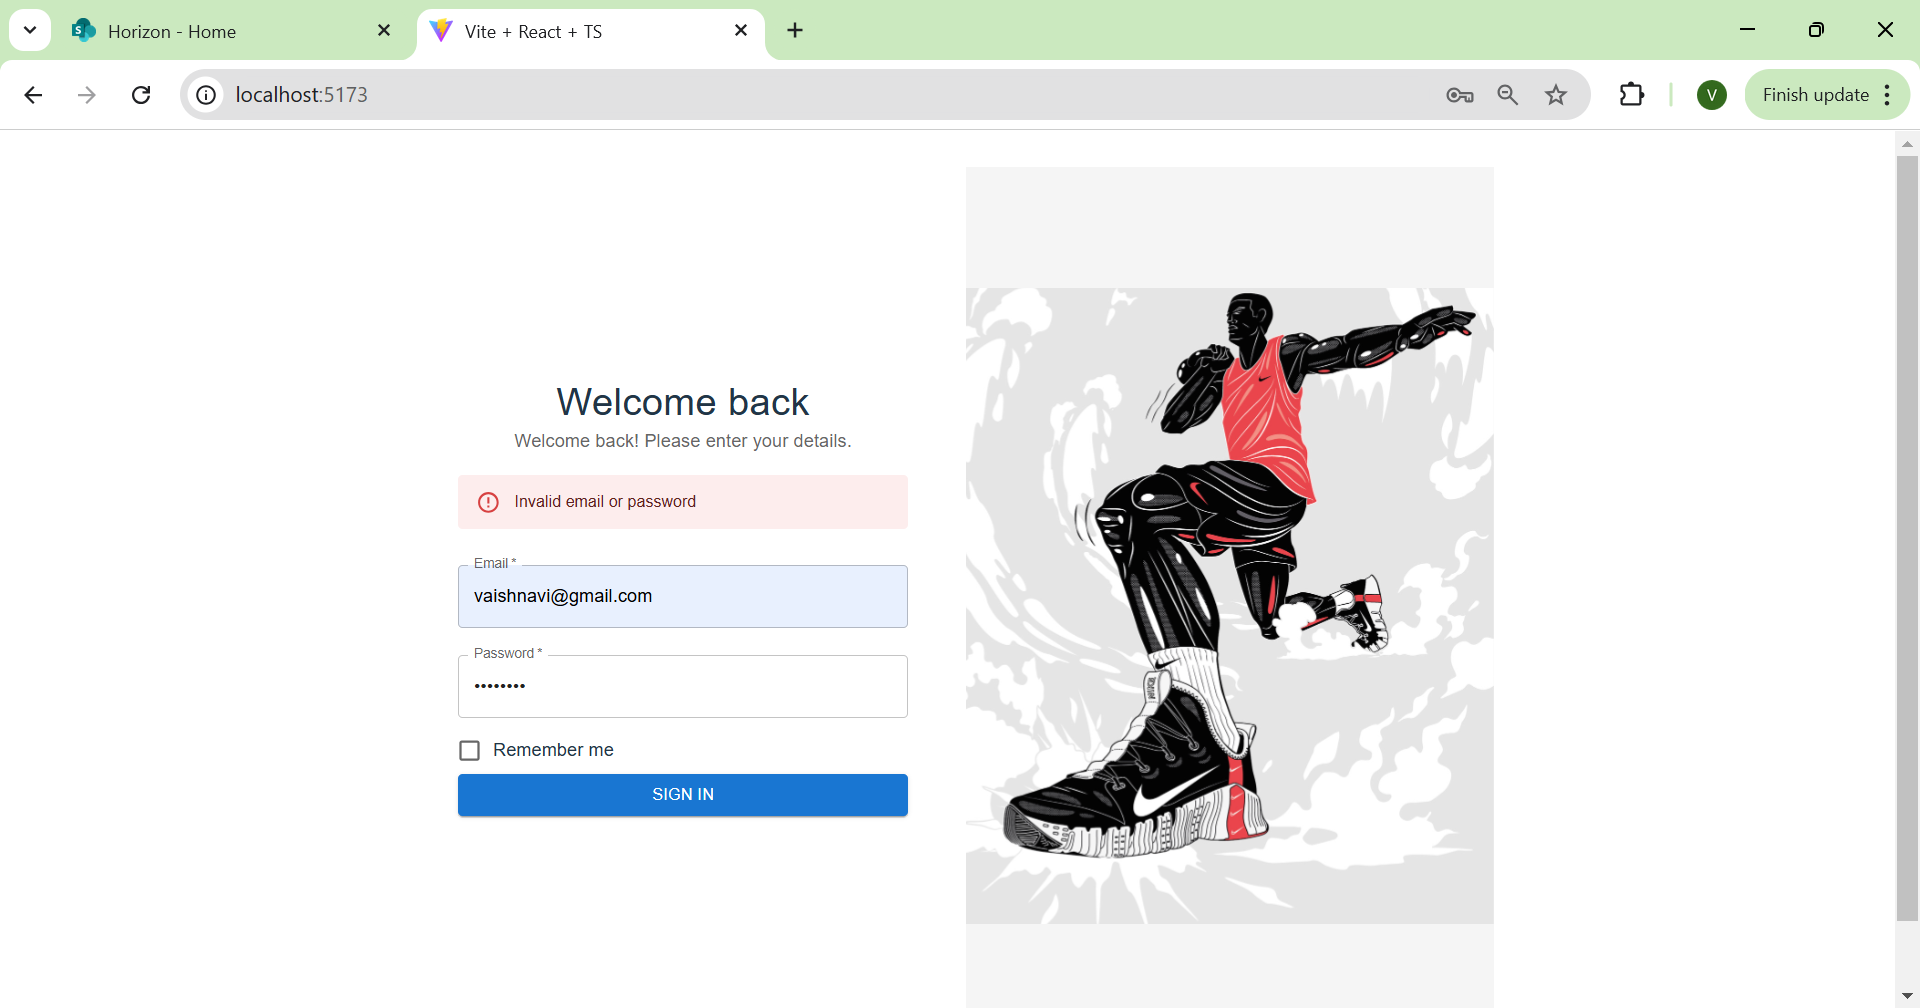 Horizon - Home
Vite + React + TS
localhost:5173
V
Finish update
Welcome back
Welcome back! Please enter your details.
Invalid email or password
Email *
vaishnavi@gmail.com
Password *
••••••••
Remember me
SIGN IN